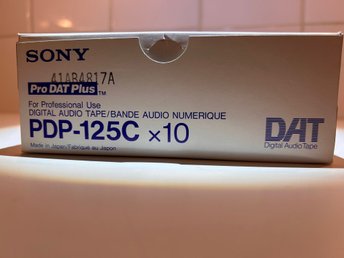 SONY
41AB4817A
Pro DAT Plus™
For Professional Use
DIGITAL AUDIO TAPE/BANDE AUDIO NUMERIQUE
PDP-125C ×10
Made in Japan/Fabriqué au Japon
DAT
Digital Audio Tape